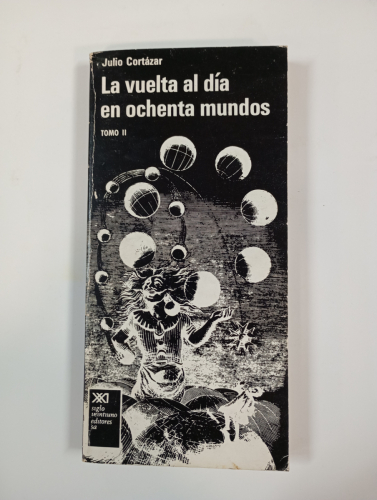 Julio Cortázar
La vuelta al día
en ochenta mundos
TOMO II
XXI
siglo
veintiuno
editores
sa